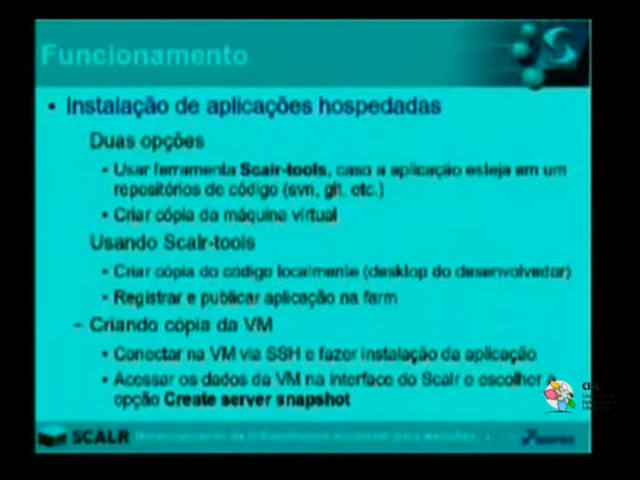 Funcionamento
• Instalação de aplicações hospedadas
Duas opções
• Usar ferramenta Scalr-tools, caso a aplicação esteja em um
repositórios de código (svn, git, etc.)
• Criar cópia da máquina virtual
Usando Scalr-tools
• Criar cópia do código localmente (desktop do desenvolvedor)
• Registrar e publicar aplicação na farm
– Criando cópia da VM
• Conectar na VM via SSH e fazer instalação da aplicação
• Acessar os dados da VM na interface do Scalr e escolher a
opção Create server snapshot
SCALR